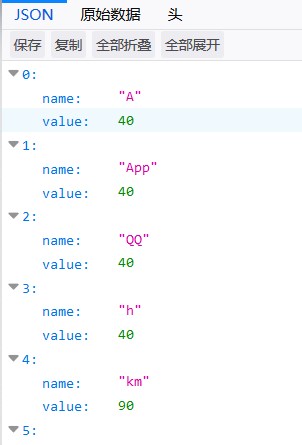 JSON 原始数据 头
保存 复制 全部折叠 全部展开
0:
name: "A"
value: 40
1:
name: "App"
value: 40
2:
name: "QQ"
value: 40
3:
name: "h"
value: 40
4:
name: "km"
value: 90
5: